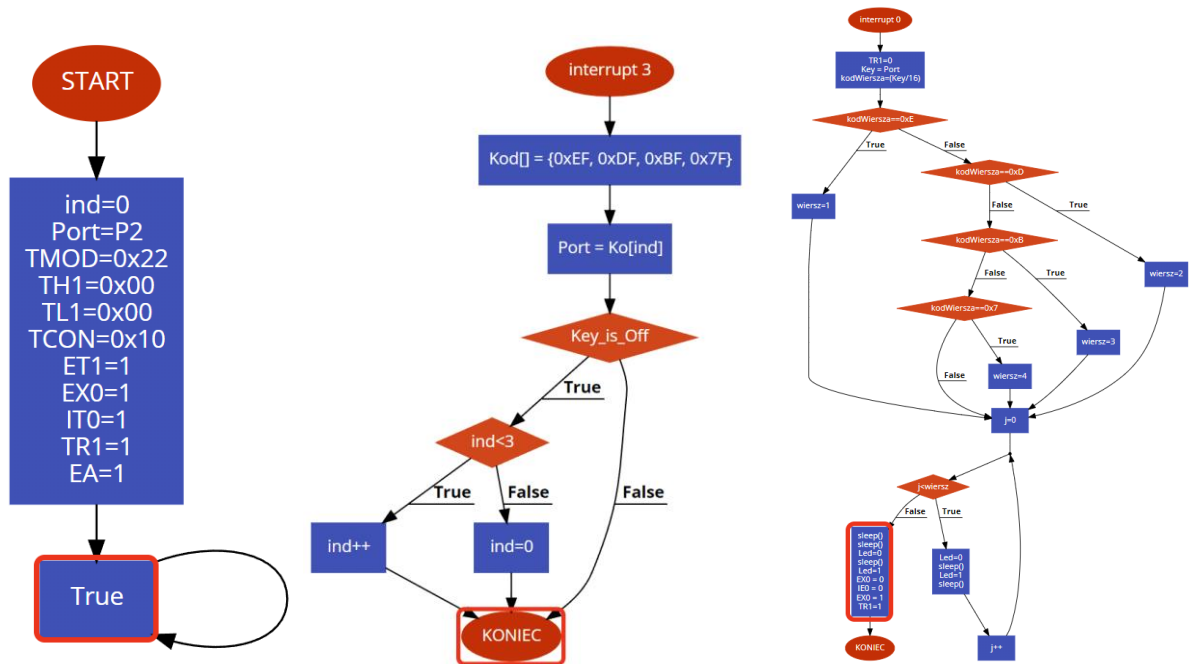 START
ind=0
Port=P2
TMOD=0x22
TH1=0x00
TL1=0x00
TCON=0x10
ET1=1
EX0=1
IT0=1
TR1=1
EA=1
True
interrupt 3
Kod[] = {0xEF, 0xDF, 0xBF, 0x7F}
Port = Ko[ind]
Key_is_Off
True
False
ind<3
True
False
ind++
ind=0
KONIEC
interrupt 0
TR1=0
Key = Port
kodWiersza=(Key/16)
kodWiersza==0xE
True
False
kodWiersza==0xD
wiersz=1
False
True
kodWiersza==0xB
wiersz=2
False
True
kodWiersza==0x7
wiersz=3
True
False
wiersz=4
j=0
j<wiersz
False
True
sleep()
sleep()
Led=0
sleep()
Led=1
EX0 = 0
IE0 = 0
EX0 = 1
TR1=1
Led=0
sleep()
Led=1
sleep()
KONIEC
j++